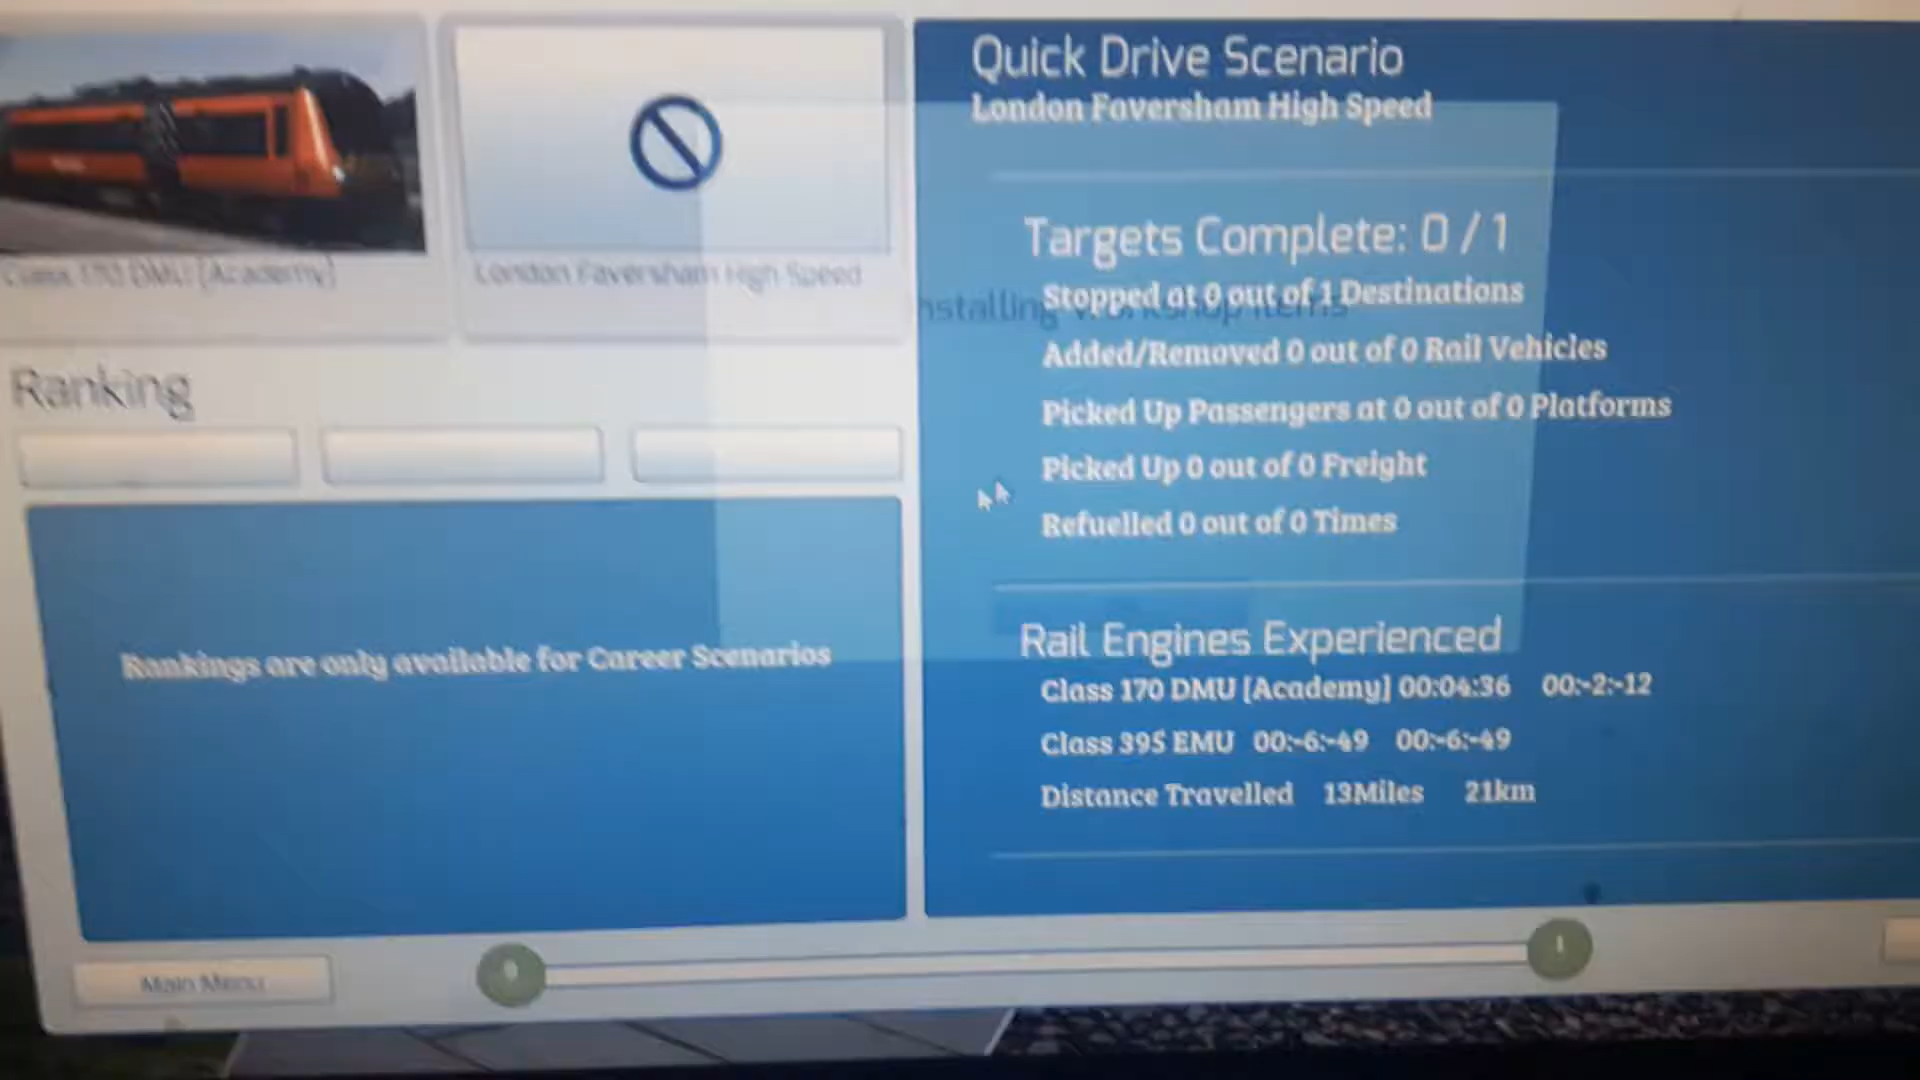 Quick Drive Scenario
London Faversham High Speed
Class 170 DMU [Academy]
London Faversham High Speed
Targets Complete: 0 / 1
Stopped at 0 out of 1 Destinations
Installing Workshop Items
Added/Removed 0 out of 0 Rail Vehicles
Ranking
Picked Up Passengers at 0 out of 0 Platforms
Picked Up 0 out of 0 Freight
Refuelled 0 out of 0 Times
Rankings are only available for Career Scenarios
Rail Engines Experienced
Class 170 DMU [Academy] 00:04:36 00:-2:-12
Class 395 EMU 00:-6:-49 00:-6:-49
Distance Travelled 13Miles 21km
Main Menu